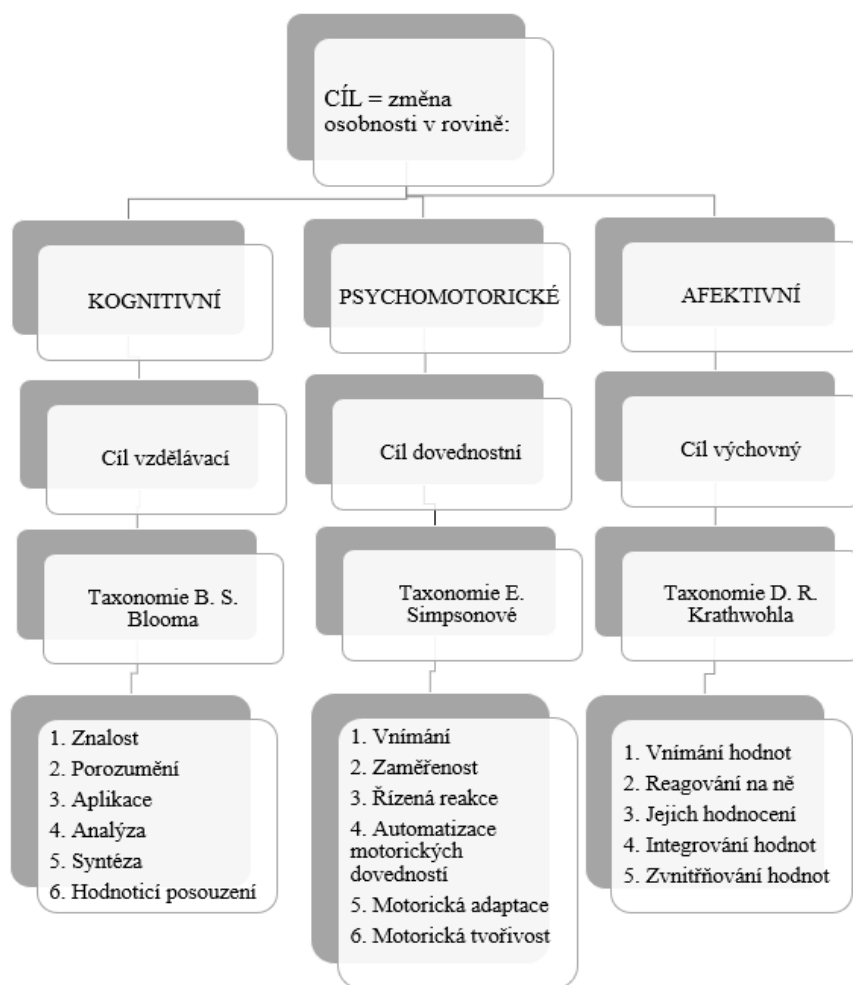 CÍL = změna
osobnosti v rovině:
KOGNITIVNÍ
PSYCHOMOTORICKÉ
AFEKTIVNÍ
Cíl vzdělávací
Cíl dovednostní
Cíl výchovný
Taxonomie B. S.
Blooma
Taxonomie E.
Simpsonové
Taxonomie D. R.
Krathwohla
1. Znalost
2. Porozumění
3. Aplikace
4. Analýza
5. Syntéza
6. Hodnoticí posouzení
1. Vnímání
2. Zaměřenost
3. Řízená reakce
4. Automatizace
motorických
dovedností
5. Motorická adaptace
6. Motorická tvořivost
1. Vnímání hodnot
2. Reagování na ně
3. Jejich hodnocení
4. Integrování hodnot
5. Zvnitřňování hodnot